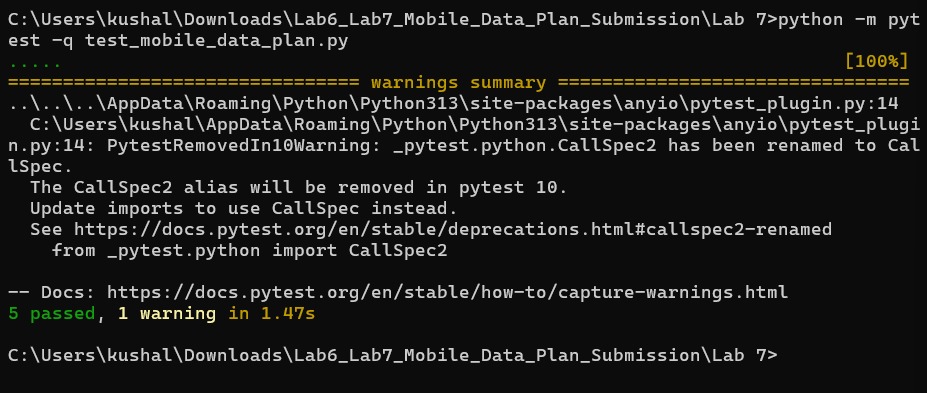 C:\Users\kushal\Downloads\Lab6_Lab7_Mobile_Data_Plan_Submission\Lab 7>python -m pyt
est -q test_mobile_data_plan.py
..... [100%]
================================ warnings summary ================================
..\..\..\AppData\Roaming\Python\Python313\site-packages\anyio\pytest_plugin.py:14
C:\Users\kushal\AppData\Roaming\Python\Python313\site-packages\anyio\pytest_plugi
n.py:14: PytestRemovedIn10Warning: _pytest.python.CallSpec2 has been renamed to Cal
lSpec.
The CallSpec2 alias will be removed in pytest 10.
Update imports to use CallSpec instead.
See https://docs.pytest.org/en/stable/deprecations.html#callspec2-renamed
from _pytest.python import CallSpec2
-- Docs: https://docs.pytest.org/en/stable/how-to/capture-warnings.html
5 passed, 1 warning in 1.47s
C:\Users\kushal\Downloads\Lab6_Lab7_Mobile_Data_Plan_Submission\Lab 7>